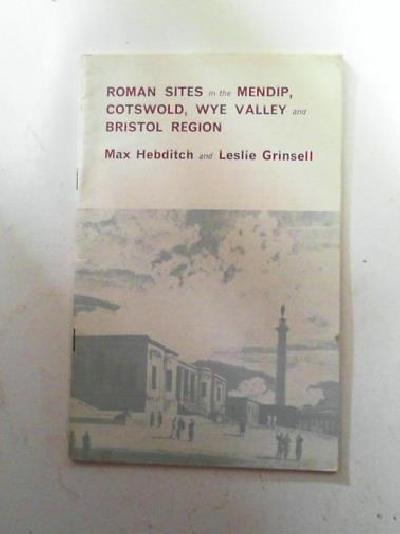 ROMAN SITES in the MENDIP,
COTSWOLD, WYE VALLEY and
BRISTOL REGION
Max Hebditch and Leslie Grinsell